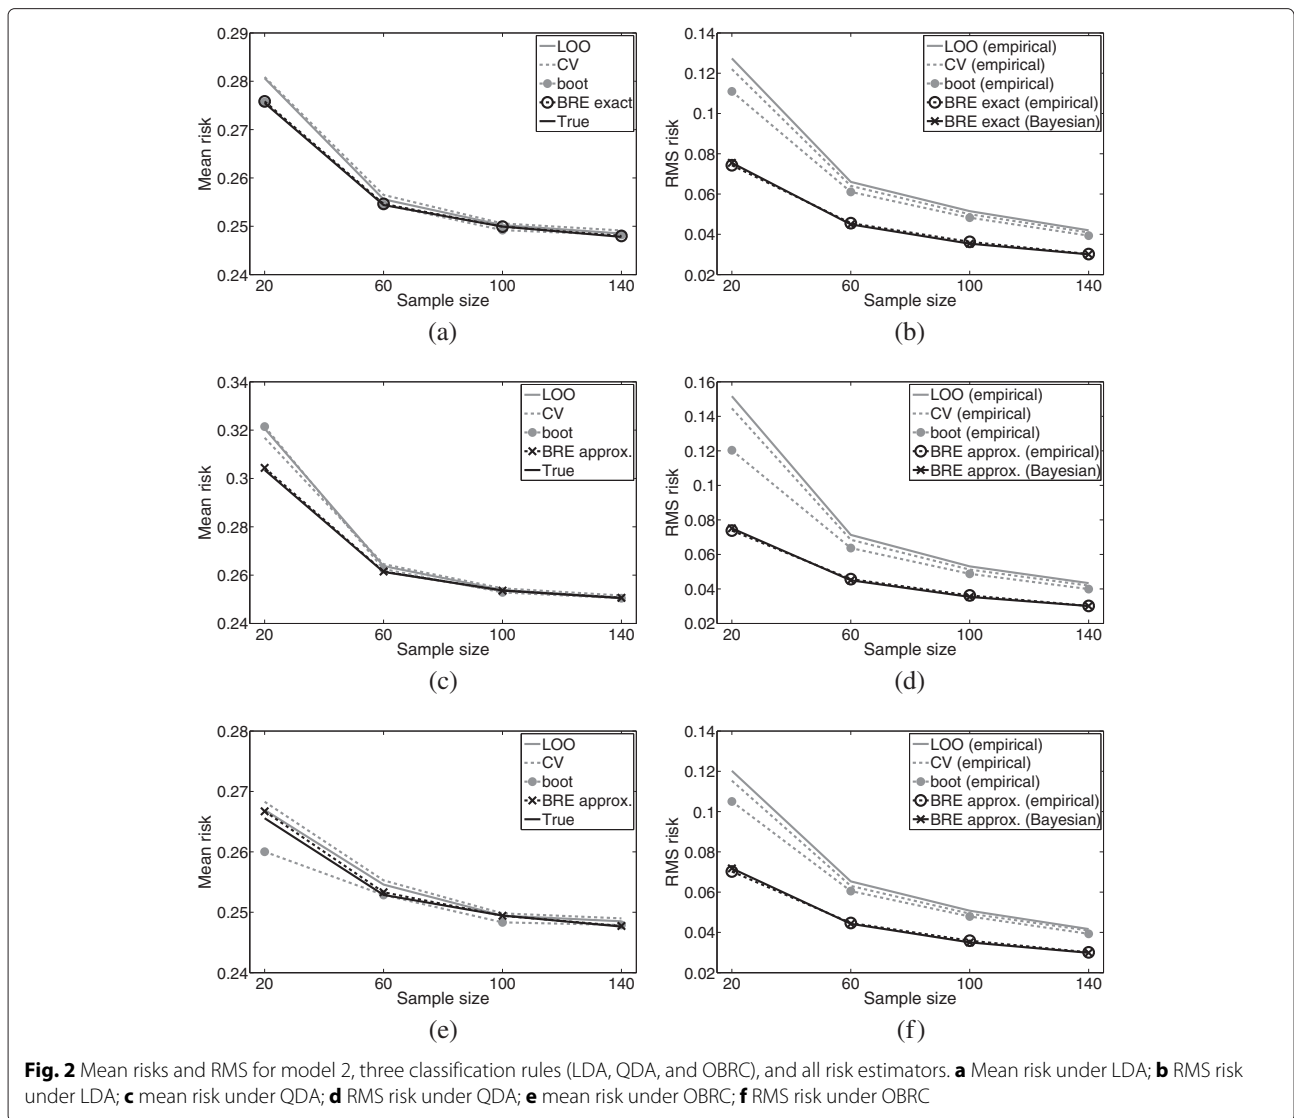 0.29
0.28
0.27
0.26
0.25
0.24
Mean risk
20 60 100 140
Sample size
LOO
CV
boot
BRE exact
True
(a)
0.14
0.12
0.1
0.08
0.06
0.04
0.02
RMS risk
20 60 100 140
Sample size
LOO (empirical)
CV (empirical)
boot (empirical)
BRE exact (empirical)
BRE exact (Bayesian)
(b)
0.34
0.32
0.3
0.28
0.26
0.24
Mean risk
20 60 100 140
Sample size
LOO
CV
boot
BRE approx.
True
(c)
0.16
0.14
0.12
0.1
0.08
0.06
0.04
0.02
RMS risk
20 60 100 140
Sample size
LOO (empirical)
CV (empirical)
boot (empirical)
BRE approx. (empirical)
BRE approx. (Bayesian)
(d)
0.28
0.27
0.26
0.25
0.24
Mean risk
20 60 100 140
Sample size
LOO
CV
boot
BRE approx.
True
(e)
0.14
0.12
0.1
0.08
0.06
0.04
0.02
RMS risk
20 60 100 140
Sample size
LOO (empirical)
CV (empirical)
boot (empirical)
BRE approx. (empirical)
BRE approx. (Bayesian)
(f)
Fig. 2 Mean risks and RMS for model 2, three classification rules (LDA, QDA, and OBRC), and all risk estimators. a Mean risk under LDA; b RMS risk
under LDA; c mean risk under QDA; d RMS risk under QDA; e mean risk under OBRC; f RMS risk under OBRC